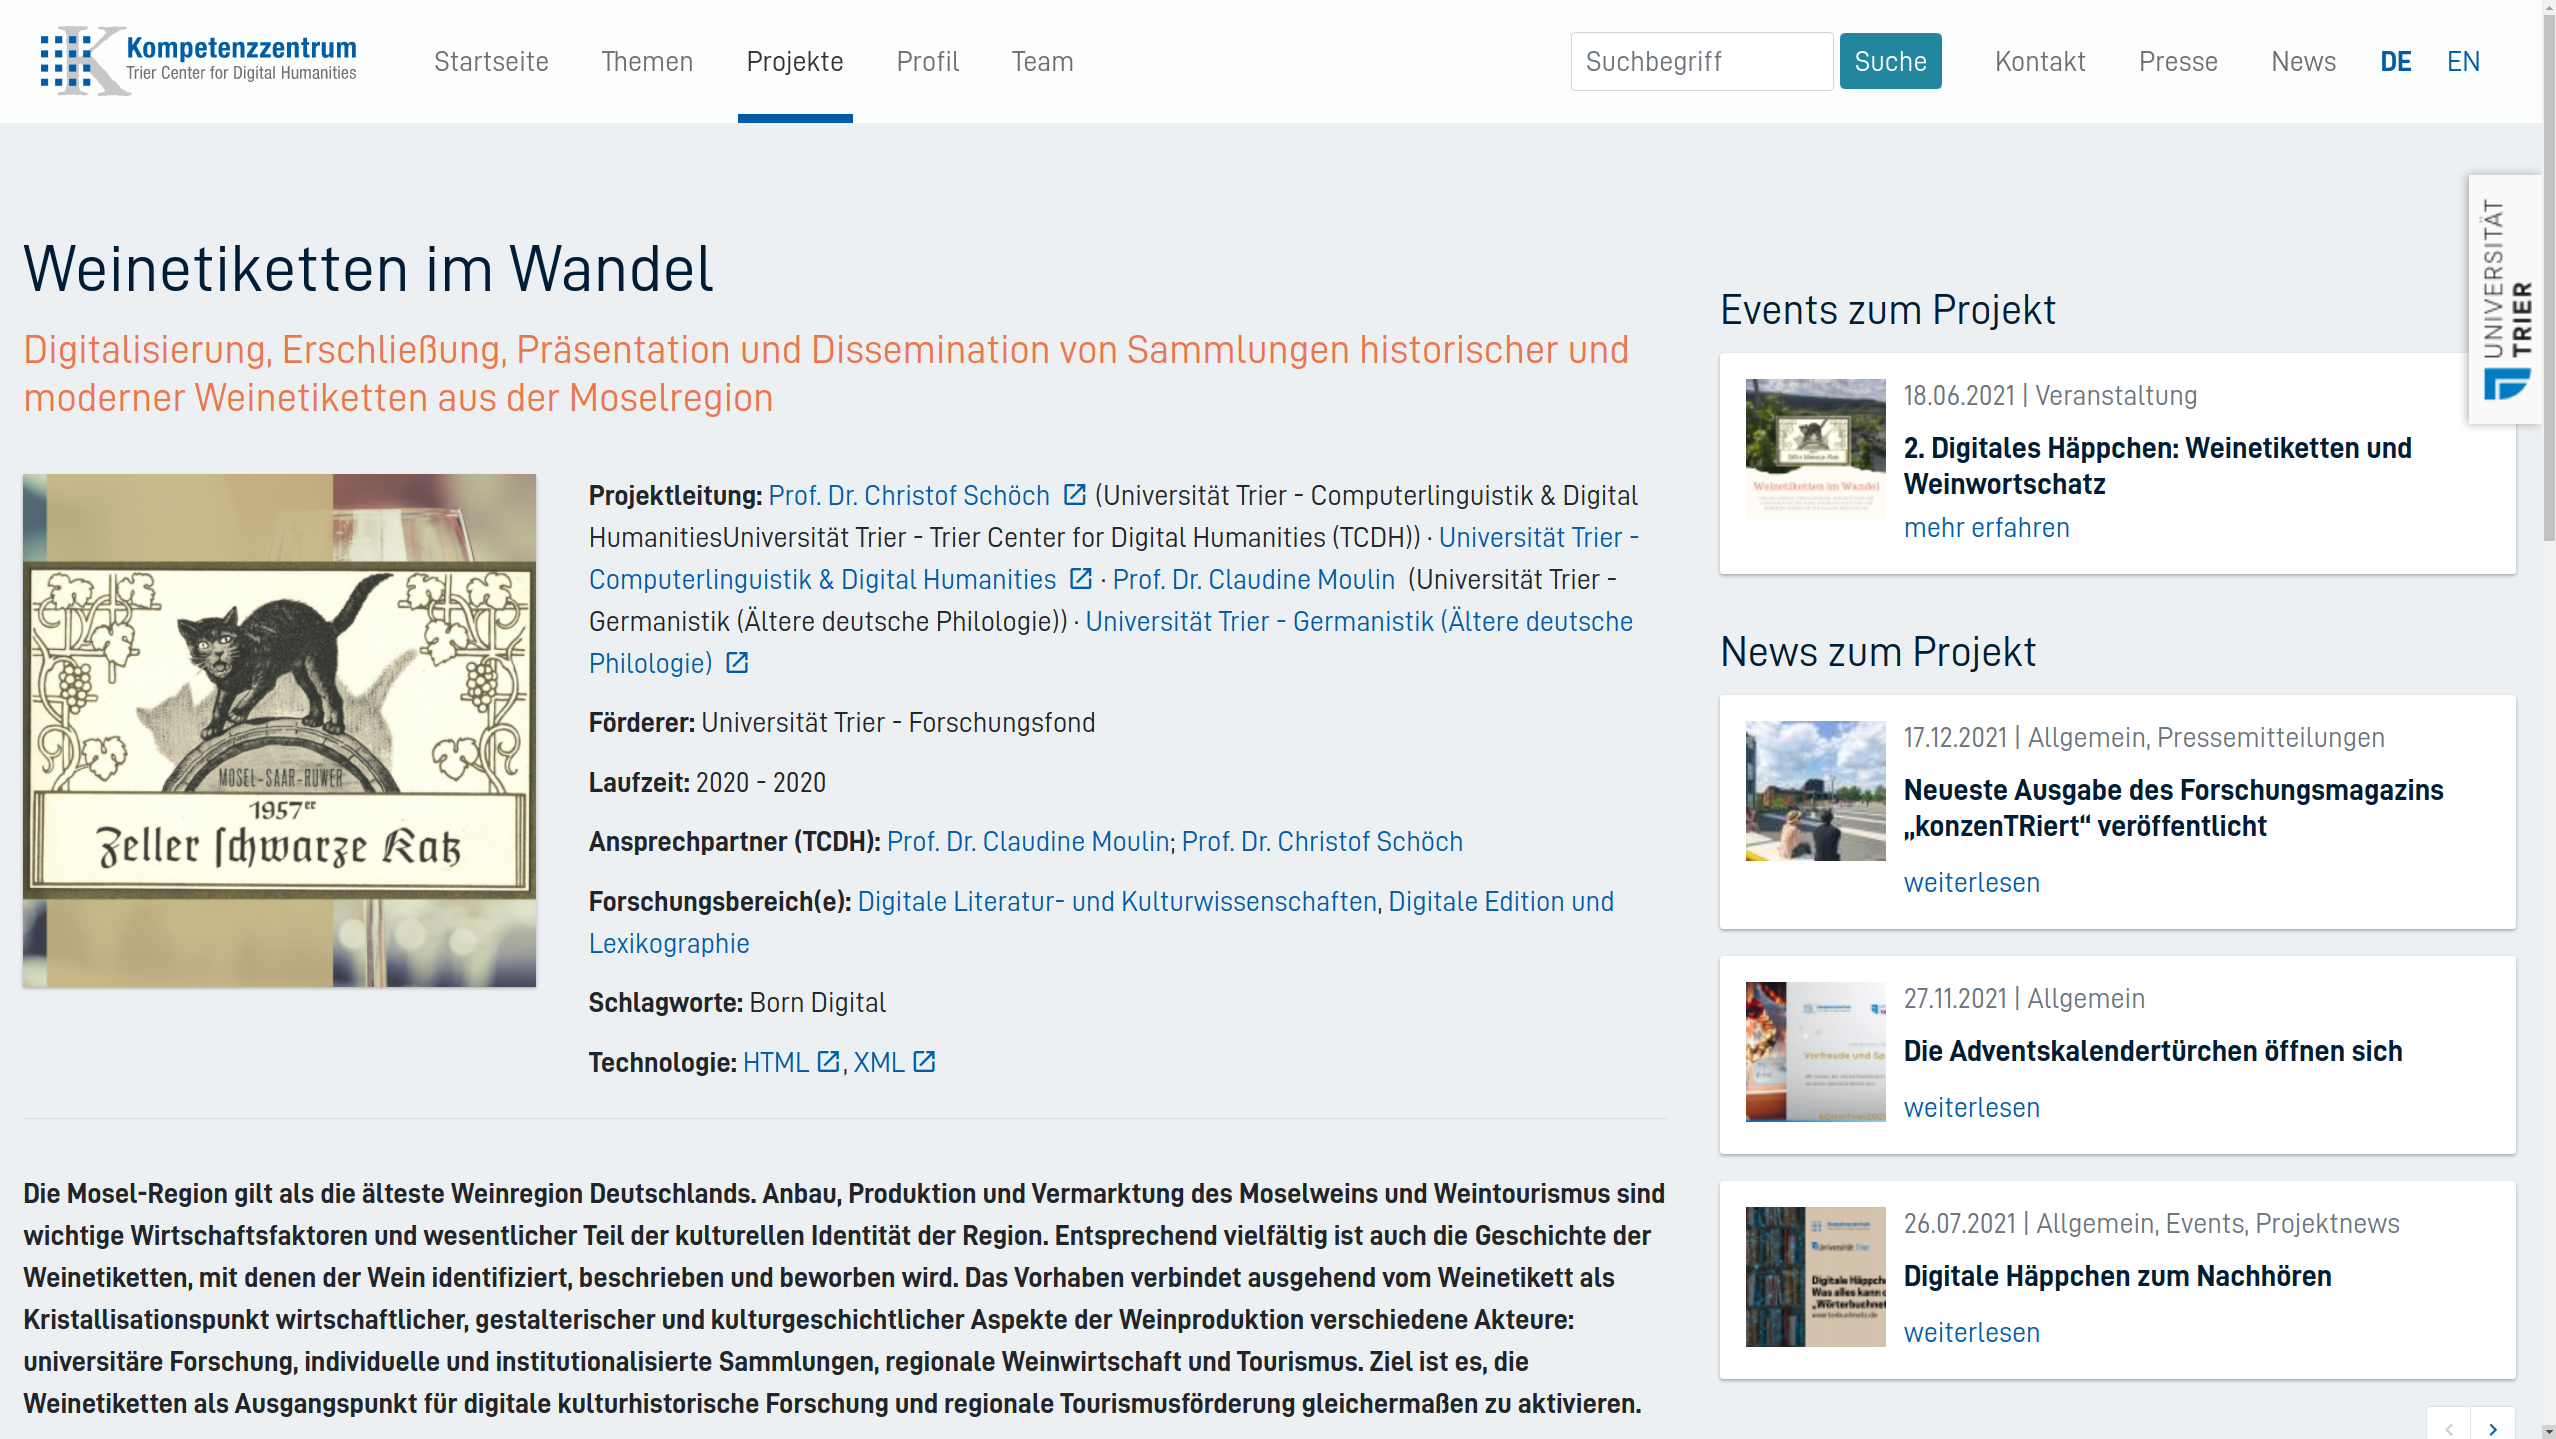 Kompetenzzentrum
Trier Center for Digital Humanities
Startseite
Themen
Projekte
Profil
Team
Suchbegriff
Suche
Kontakt
Presse
News
DE
EN
UNIVERSITÄT
TRIER
Weinetiketten im Wandel
Digitalisierung, Erschließung, Präsentation und Dissemination von Sammlungen historischer und
moderner Weinetiketten aus der Moselregion
MOSEL-SAAR-RUWER
1957er
Zeller schwarze Katz
Projektleitung: Prof. Dr. Christof Schöch (Universität Trier - Computerlinguistik & Digital
HumanitiesUniversität Trier - Trier Center for Digital Humanities (TCDH)) · Universität Trier -
Computerlinguistik & Digital Humanities · Prof. Dr. Claudine Moulin (Universität Trier -
Germanistik (Ältere deutsche Philologie)) · Universität Trier - Germanistik (Ältere deutsche
Philologie)
Förderer: Universität Trier - Forschungsfond
Laufzeit: 2020 - 2020
Ansprechpartner (TCDH): Prof. Dr. Claudine Moulin; Prof. Dr. Christof Schöch
Forschungsbereich(e): Digitale Literatur- und Kulturwissenschaften, Digitale Edition und
Lexikographie
Schlagworte: Born Digital
Technologie: HTML , XML
Die Mosel-Region gilt als die älteste Weinregion Deutschlands. Anbau, Produktion und Vermarktung des Moselweins und Weintourismus sind
wichtige Wirtschaftsfaktoren und wesentlicher Teil der kulturellen Identität der Region. Entsprechend vielfältig ist auch die Geschichte der
Weinetiketten, mit denen der Wein identifiziert, beschrieben und beworben wird. Das Vorhaben verbindet ausgehend vom Weinetikett als
Kristallisationspunkt wirtschaftlicher, gestalterischer und kulturgeschichtlicher Aspekte der Weinproduktion verschiedene Akteure:
universitäre Forschung, individuelle und institutionalisierte Sammlungen, regionale Weinwirtschaft und Tourismus. Ziel ist es, die
Weinetiketten als Ausgangspunkt für digitale kulturhistorische Forschung und regionale Tourismusförderung gleichermaßen zu aktivieren.
Events zum Projekt
Weinetiketten im Wandel
18.06.2021 | Veranstaltung
2. Digitales Häppchen: Weinetiketten und
Weinwortschatz
mehr erfahren
News zum Projekt
17.12.2021 | Allgemein, Pressemitteilungen
Neueste Ausgabe des Forschungsmagazins
„konzenTRiert“ veröffentlicht
weiterlesen
27.11.2021 | Allgemein
Die Adventskalendertürchen öffnen sich
weiterlesen
Vorfreude und
26.07.2021 | Allgemein, Events, Projektnews
Digitale Häppchen zum Nachhören
weiterlesen
Universität Trier
Digitale Häppche
Was alles kann d
„Wörterbuchnet